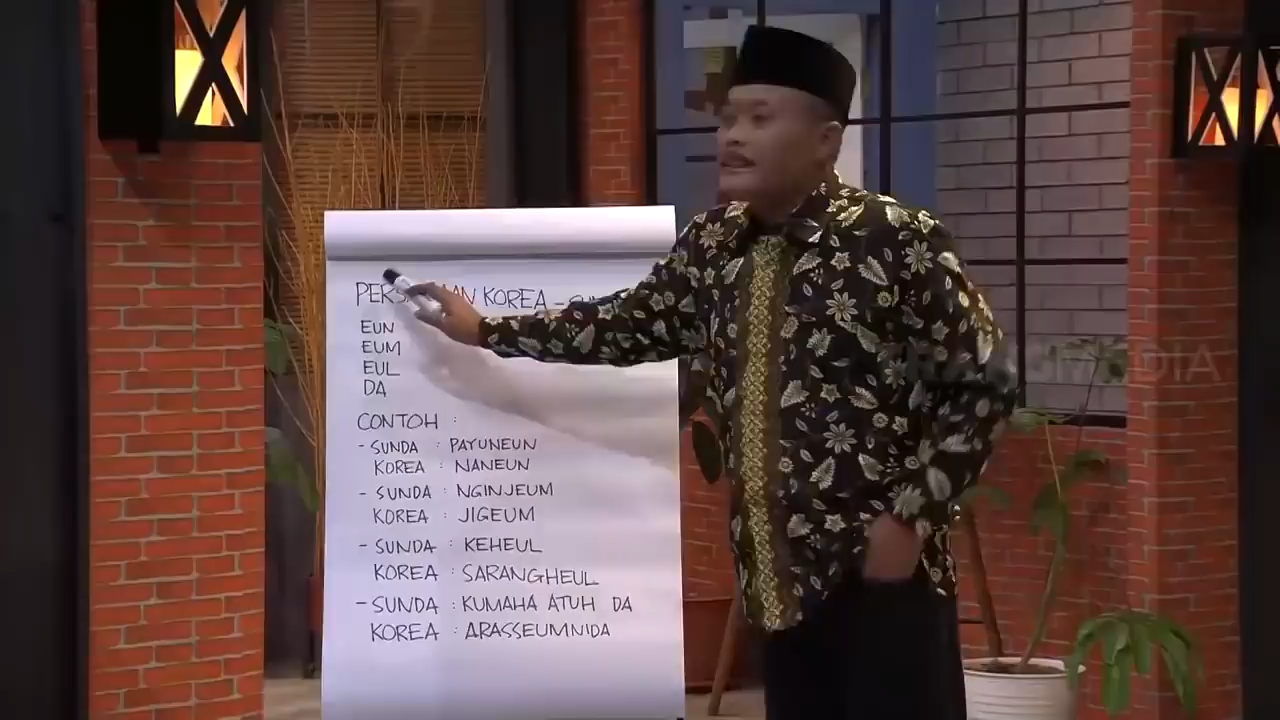 KOREA -
EUN
EUM
EUL
DA
CONTOH :
- SUNDA : PAYUNEUN
KOREA : NANEUN
- SUNDA : NGINJEUM
KOREA : JIGEUM
- SUNDA : KEHEUL
KOREA : SARANGHEUL
- SUNDA : KUMAHA ATUH DA
KOREA : ARASSEUMNIDA